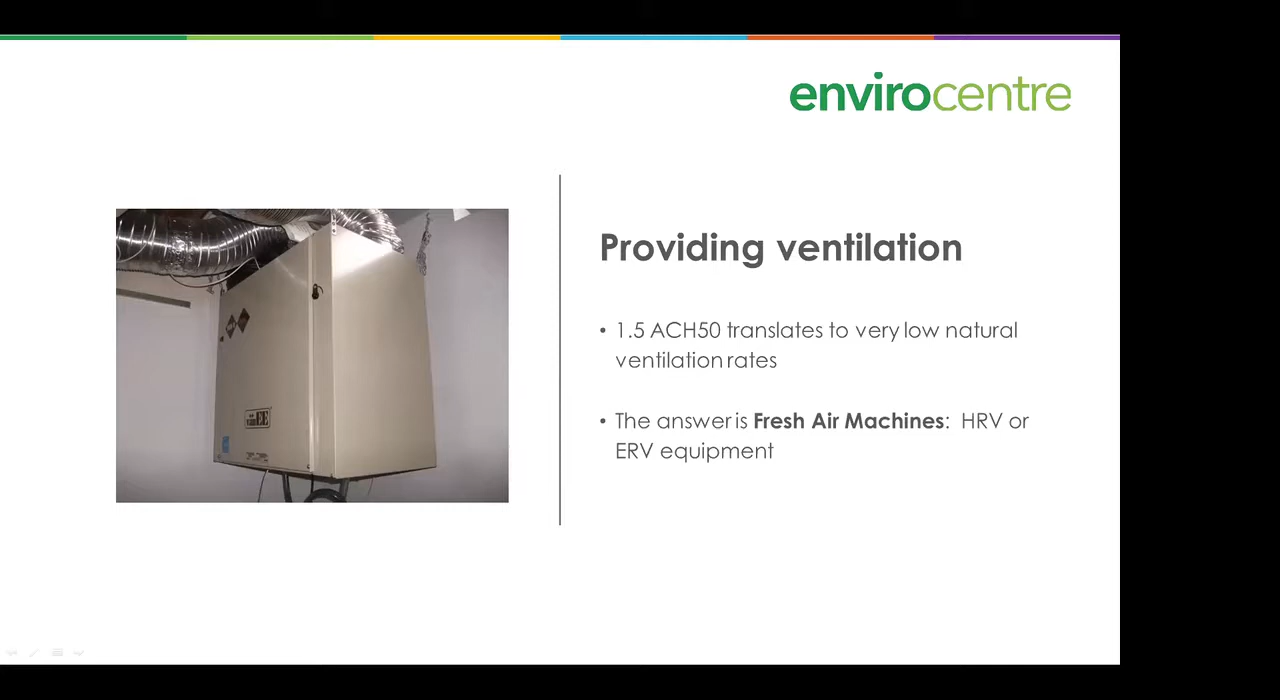 envirocentre
Providing ventilation
• 1.5 ACH50 translates to very low natural
ventilation rates
• The answer is Fresh Air Machines: HRV or
ERV equipment
vanEE